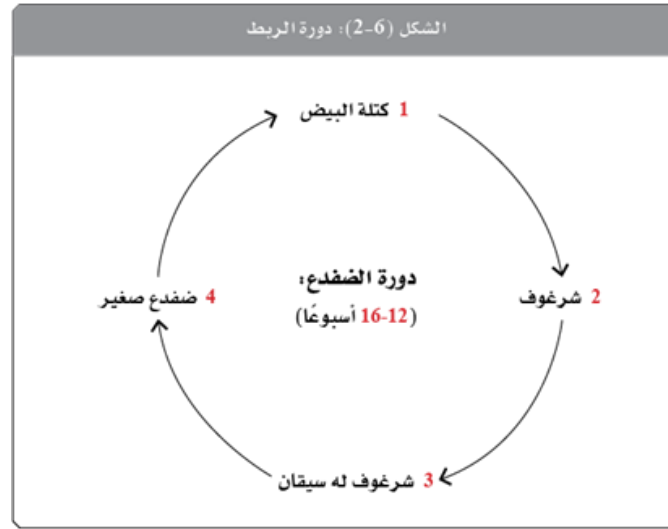 الشكل (6-2): دورة الربط
1 كتلة البيض
2 شرغوف
3 شرغوف له سيقان
4 ضفدع صغير
دورة الضفدع:
(12-16 أسبوعًا)